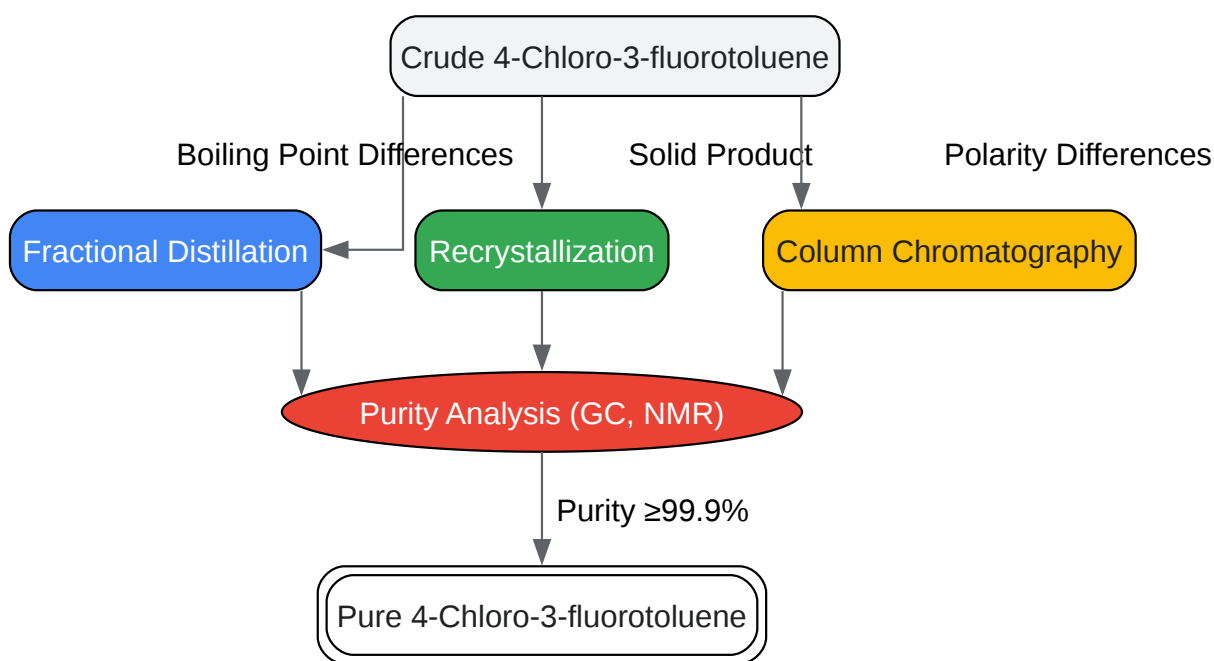 Crude 4-Chloro-3-fluorotoluene
Boiling Point Differences
Solid Product
Polarity Differences
Fractional Distillation
Recrystallization
Column Chromatography
Purity Analysis (GC, NMR)
Purity ≥99.9%
Pure 4-Chloro-3-fluorotoluene